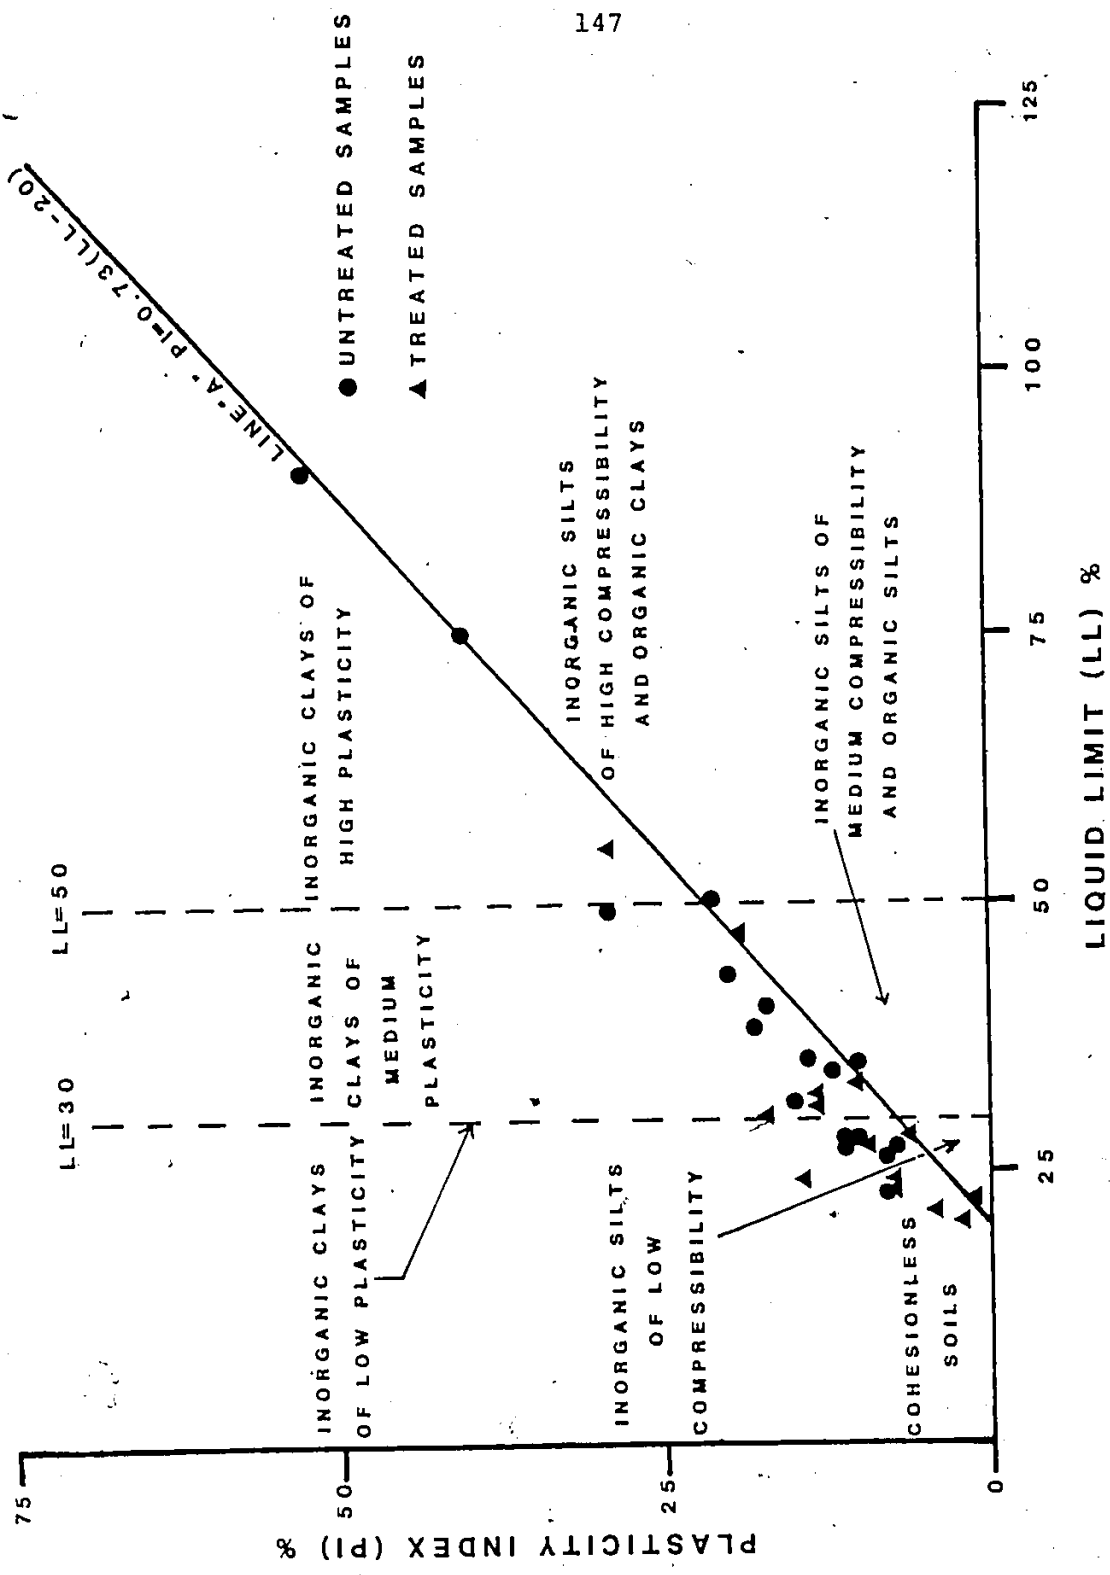 147
LINE "A" PI=0.73(LL-20)
● UNTREATED SAMPLES
▲ TREATED SAMPLES
LL=30
LL=50
INORGANIC CLAYS
OF LOW PLASTICITY
INORGANIC
CLAYS OF
MEDIUM
PLASTICITY
INORGANIC CLAYS OF
HIGH PLASTICITY
INORGANIC SILTS
OF LOW
COMPRESSIBILITY
INORGANIC SILTS
OF HIGH COMPRESSIBILITY
AND ORGANIC CLAYS
INORGANIC SILTS OF
MEDIUM COMPRESSIBILITY
AND ORGANIC SILTS
COHESIONLESS
SOILS
PLASTICITY INDEX (PI) %
75
50
25
0
25
50
75
100
125
LIQUID LIMIT (LL) %